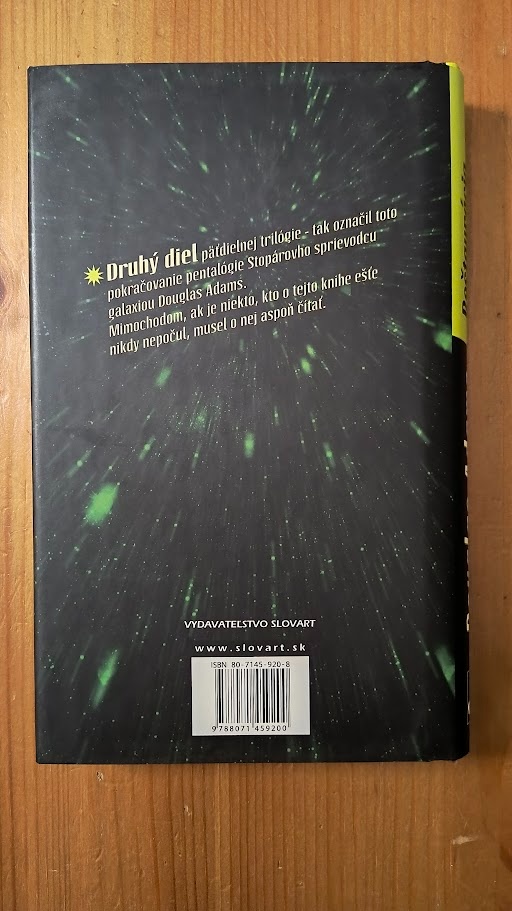 Druhý diel päťdielnej trilógie - tak označil toto
pokračovanie pentalógie Stopárovho sprievodcu
galaxiou Douglas Adams.
Mimochodom, ak je niekto, kto o tejto knihe ešte
nikdy nepočul, musel o nej aspoň čítať.
VYDAVATEĽSTVO SLOVART
www.slovart.sk
ISBN 80-7145-920-8
9788071459200